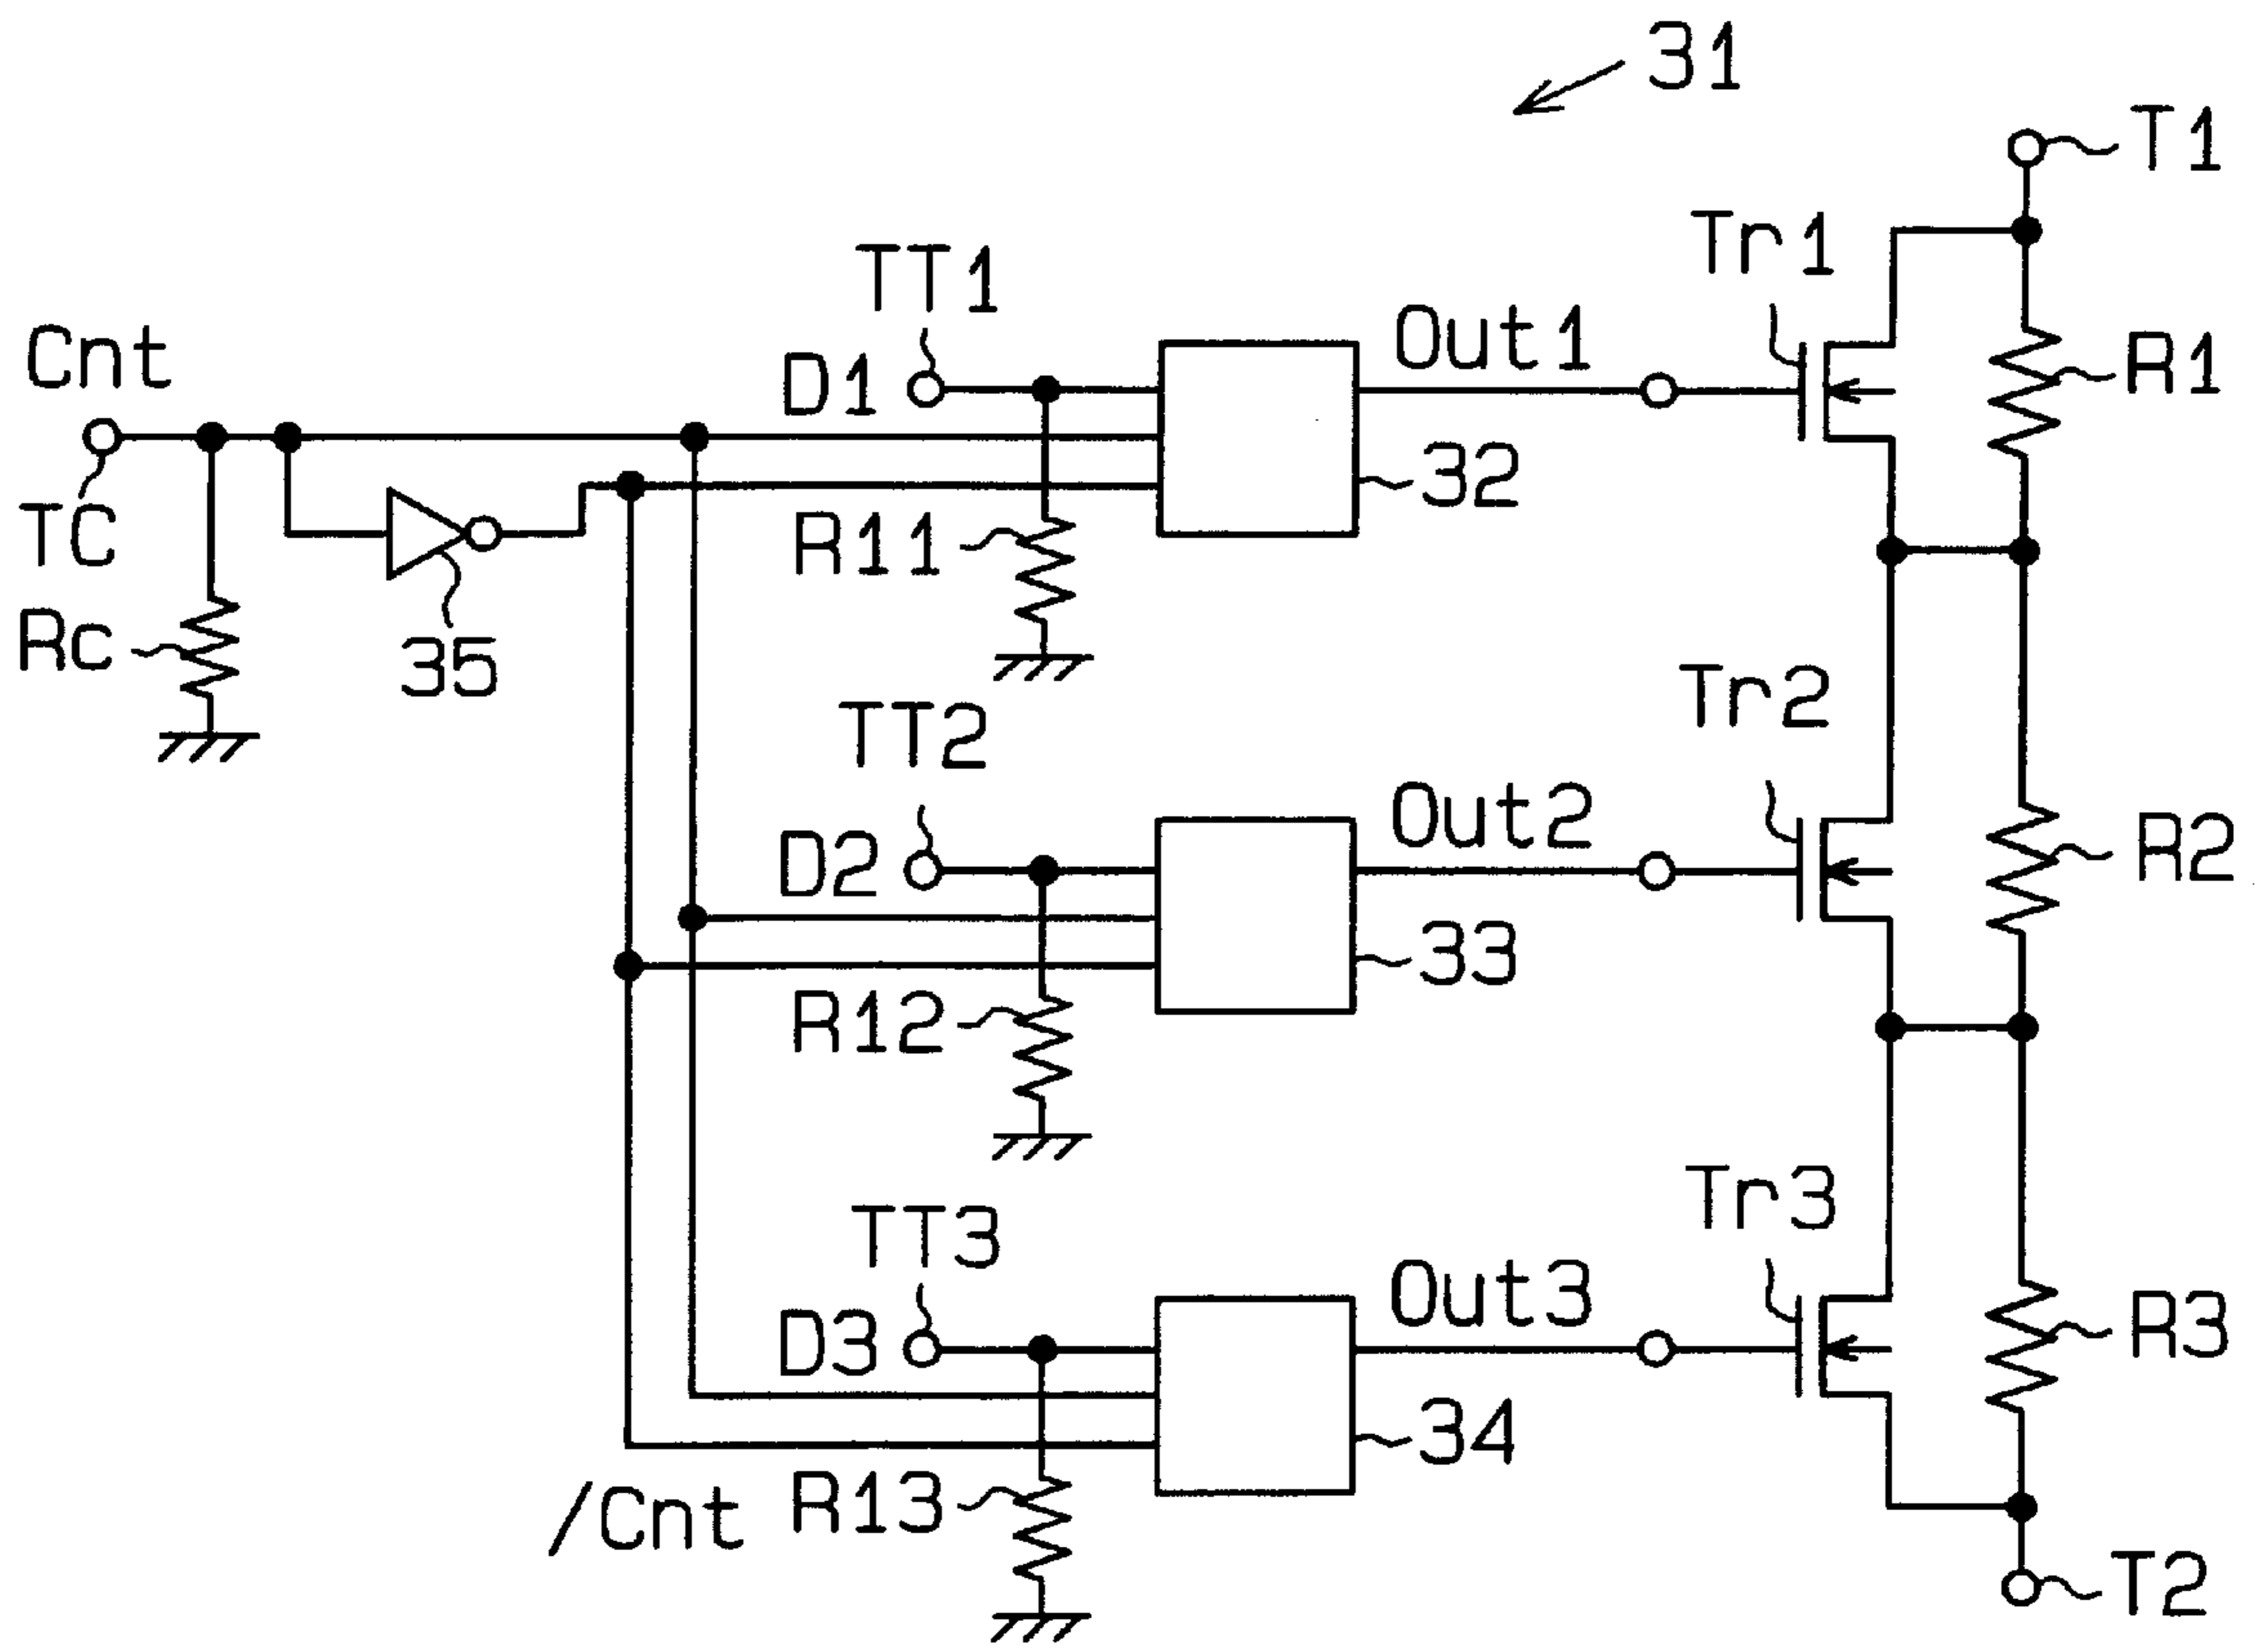 31
T1
Tr1
TT1
Out1
Cnt
R1
D1
32
TC
R11
Rc
35
Tr2
TT2
Out2
R2
D2
33
R12
Tr3
TT3
Out3
R3
D3
34
R13
/Cnt
T2